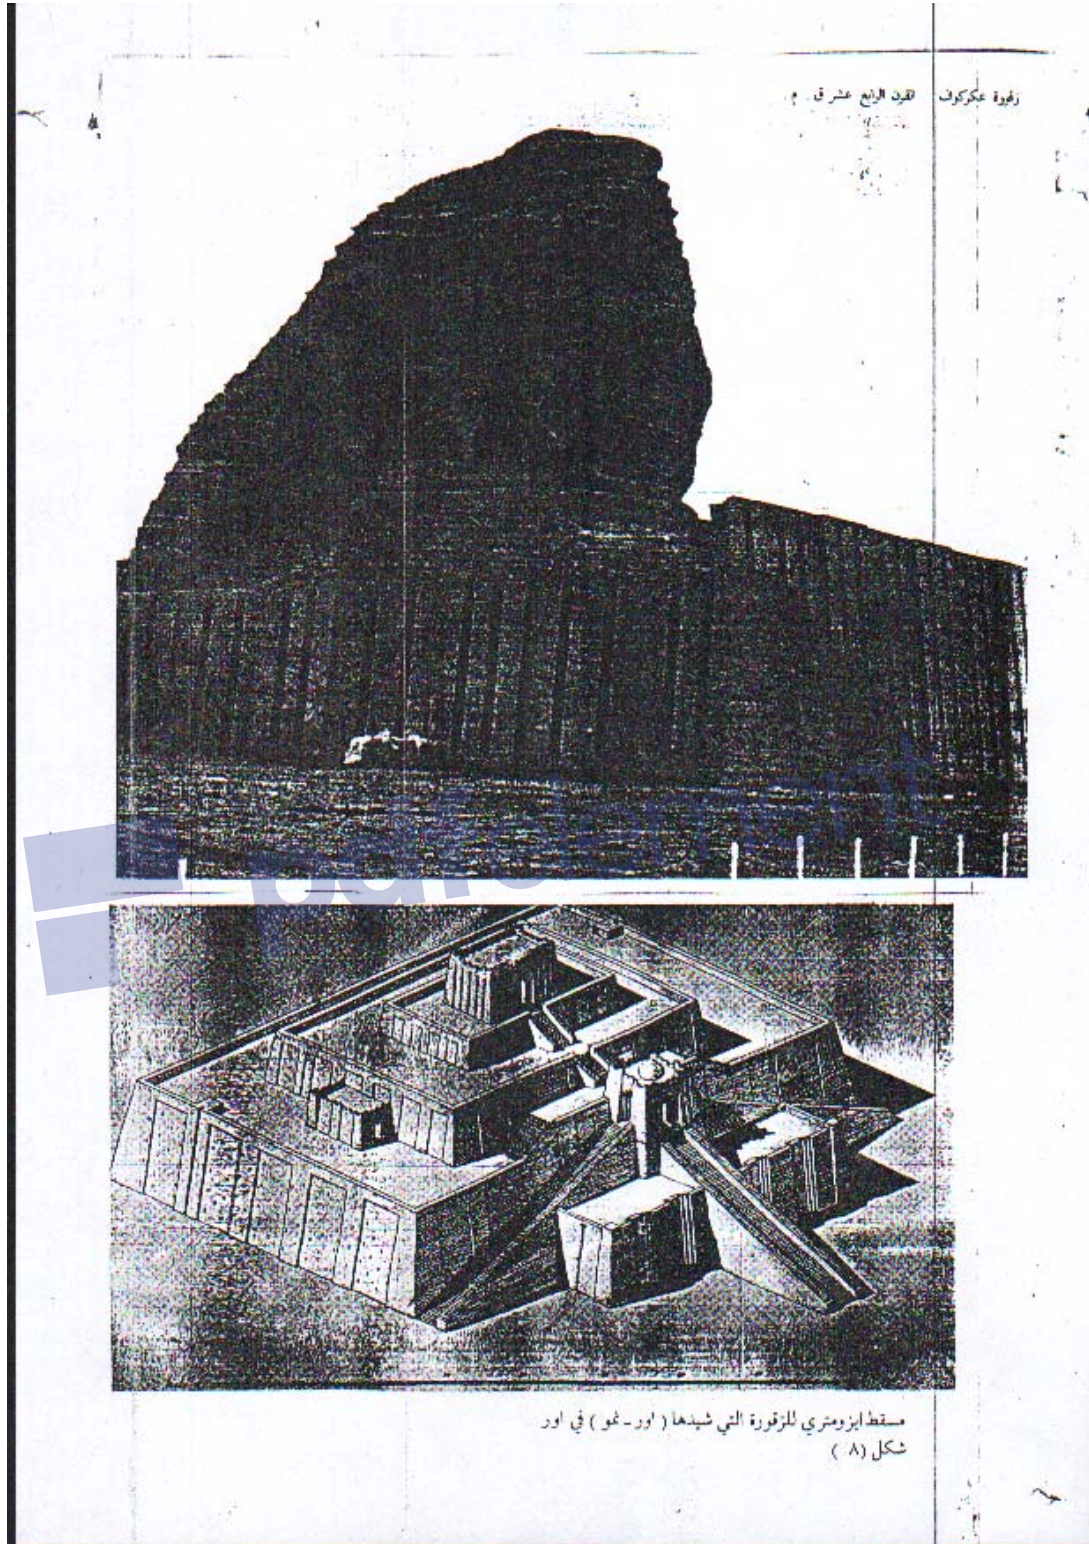 زقورة عكركوف القرن الرابع عشر ق . م .
مسقط ايزومتري للزقورة التي شيدها ( اور - نمو ) في اور
شكل ( ٨ )